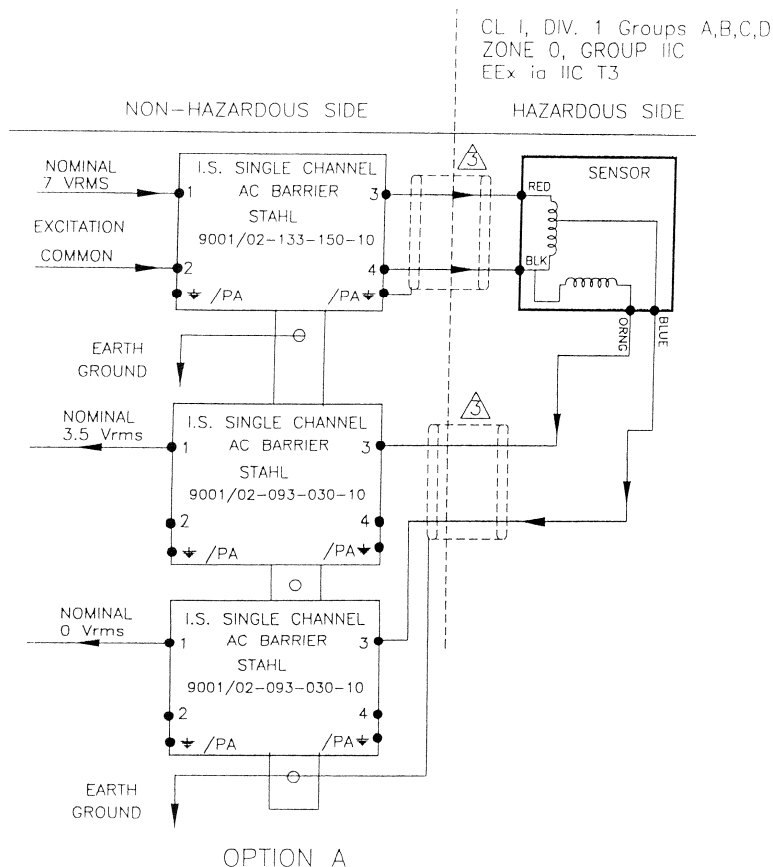 CL I, DIV. 1 Groups A,B,C,D
ZONE 0, GROUP IIC
EEx ia IIC T3
NON-HAZARDOUS SIDE
HAZARDOUS SIDE
NOMINAL
7 VRMS
EXCITATION
COMMON
I.S. SINGLE CHANNEL
AC BARRIER
STAHL
9001/02-133-150-10
1
2
3
4
/PA
/PA
3
SENSOR
RED
BLK
ORNG
BLUE
EARTH
GROUND
NOMINAL
3.5 Vrms
I.S. SINGLE CHANNEL
AC BARRIER
STAHL
9001/02-093-030-10
1
2
3
4
/PA
/PA
3
NOMINAL
0 Vrms
I.S. SINGLE CHANNEL
AC BARRIER
STAHL
9001/02-093-030-10
1
2
3
4
/PA
/PA
EARTH
GROUND
OPTION A